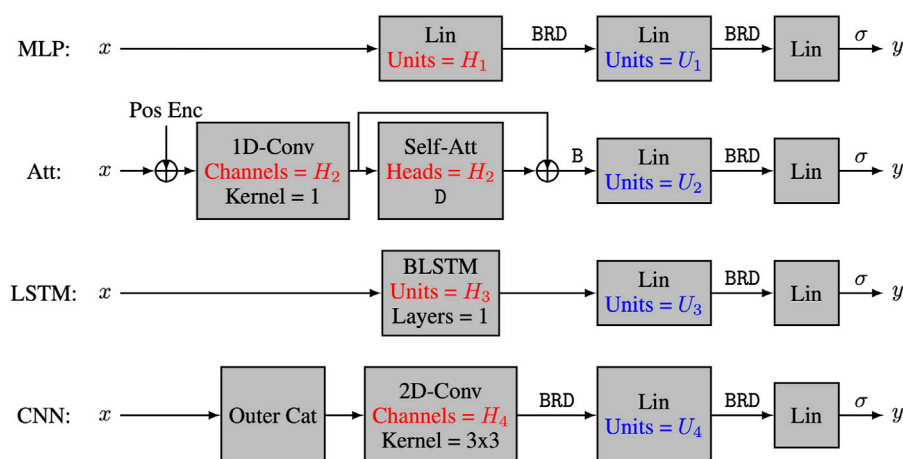 MLP: x Lin Units = H₁ BRD Lin Units = U₁ BRD Lin σ y
Pos Enc
Att: x 1D-Conv Channels = H₂ Kernel = 1 Self-Att Heads = H₂ D B Lin Units = U₂ BRD Lin σ y
LSTM: x BLSTM Units = H₃ Layers = 1 Lin Units = U₃ BRD Lin σ y
CNN: x Outer Cat 2D-Conv Channels = H₄ Kernel = 3x3 BRD Lin Units = U₄ BRD Lin σ y